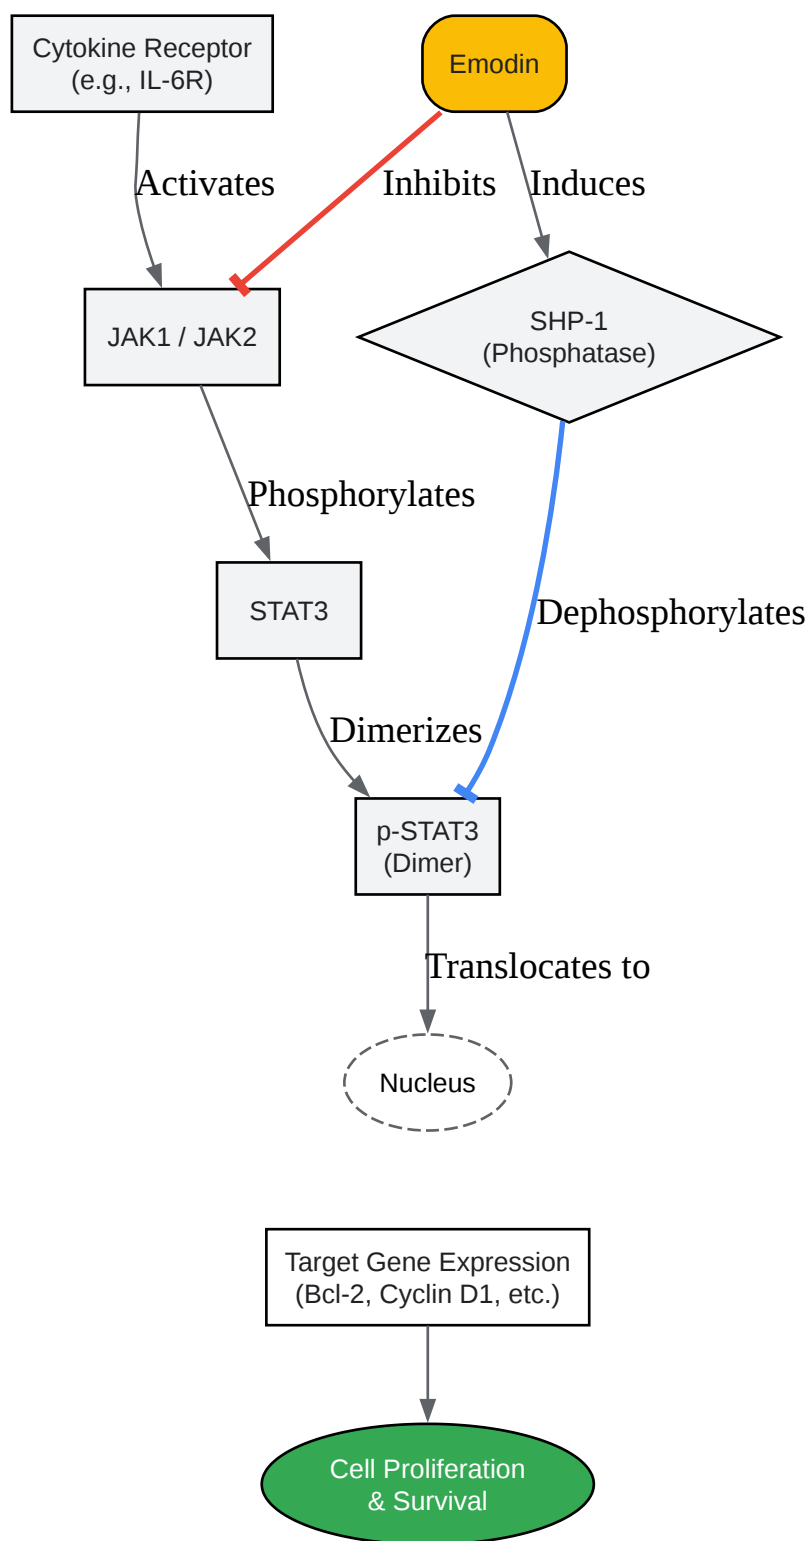 Cytokine Receptor
(e.g., IL-6R)
Emodin
Activates
Inhibits
Induces
JAK1 / JAK2
SHP-1
(Phosphatase)
Phosphorylates
STAT3
Dephosphorylates
Dimerizes
p-STAT3
(Dimer)
Translocates to
Nucleus
Target Gene Expression
(Bcl-2, Cyclin D1, etc.)
Cell Proliferation
& Survival